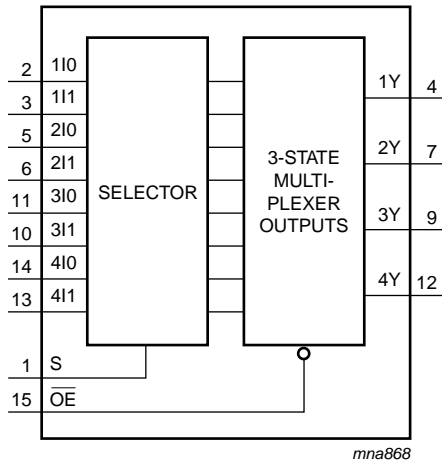 2 1I0
3 1I1
5 2I0
6 2I1
11 3I0
10 3I1
14 4I0
13 4I1
1 S
15 O̅E̅
SELECTOR
3-STATE
MULTI-
PLEXER
OUTPUTS
1Y 4
2Y 7
3Y 9
4Y 12
mna868